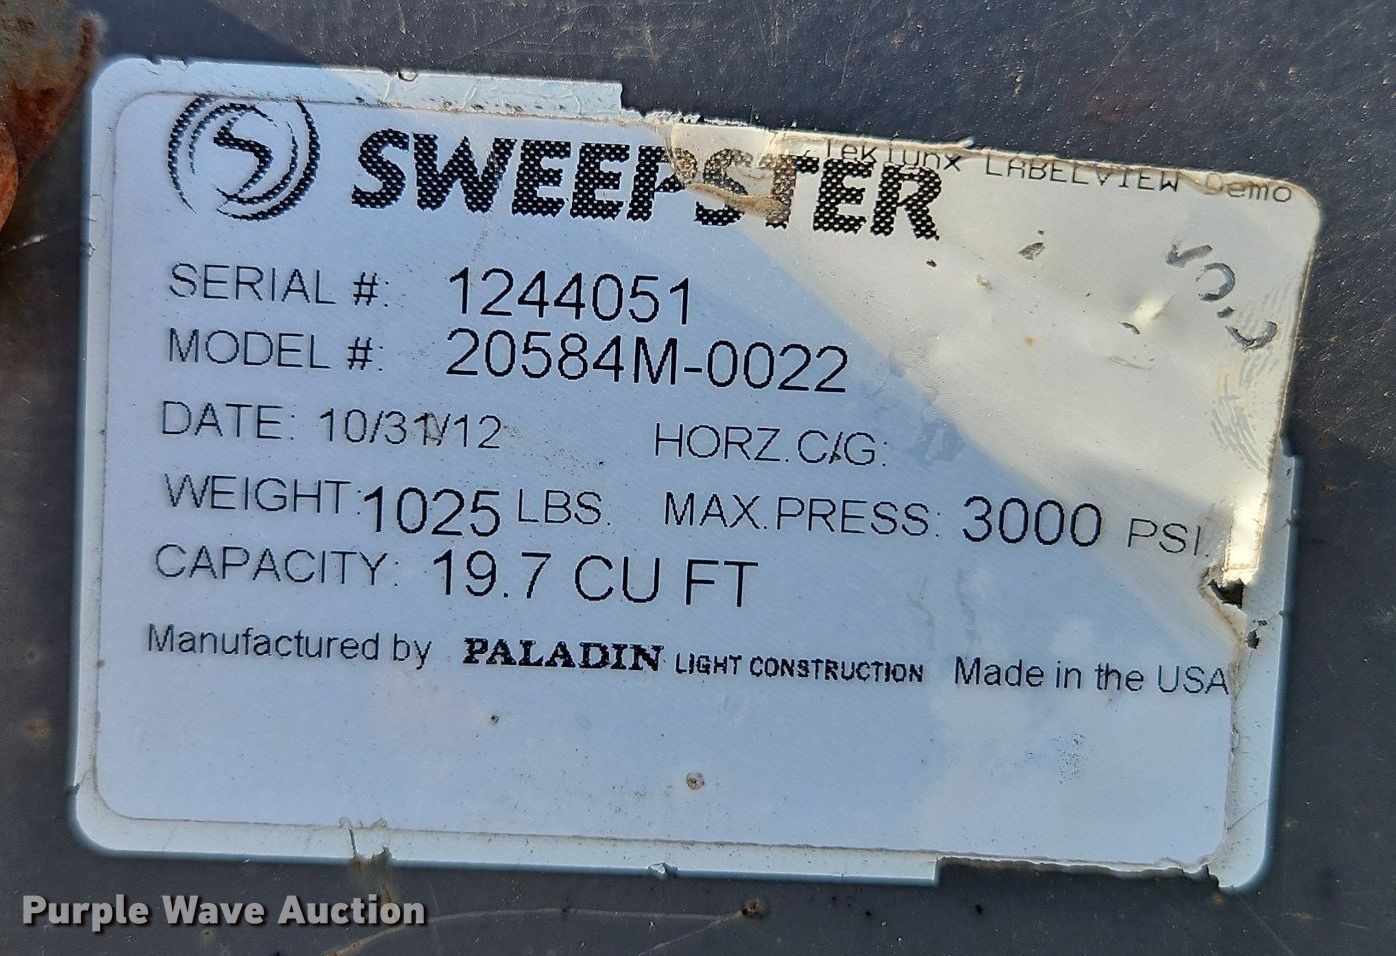 SWEEPSTER
Teklynx LABELVIEW Demo
SERIAL #: 1244051
MODEL #: 20584M-0022
DATE: 10/31/12 HORZ.C/G:
WEIGHT: 1025 LBS. MAX.PRESS: 3000 PSI.
CAPACITY: 19.7 CU FT
Manufactured by PALADIN LIGHT CONSTRUCTION Made in the USA
Purple Wave Auction